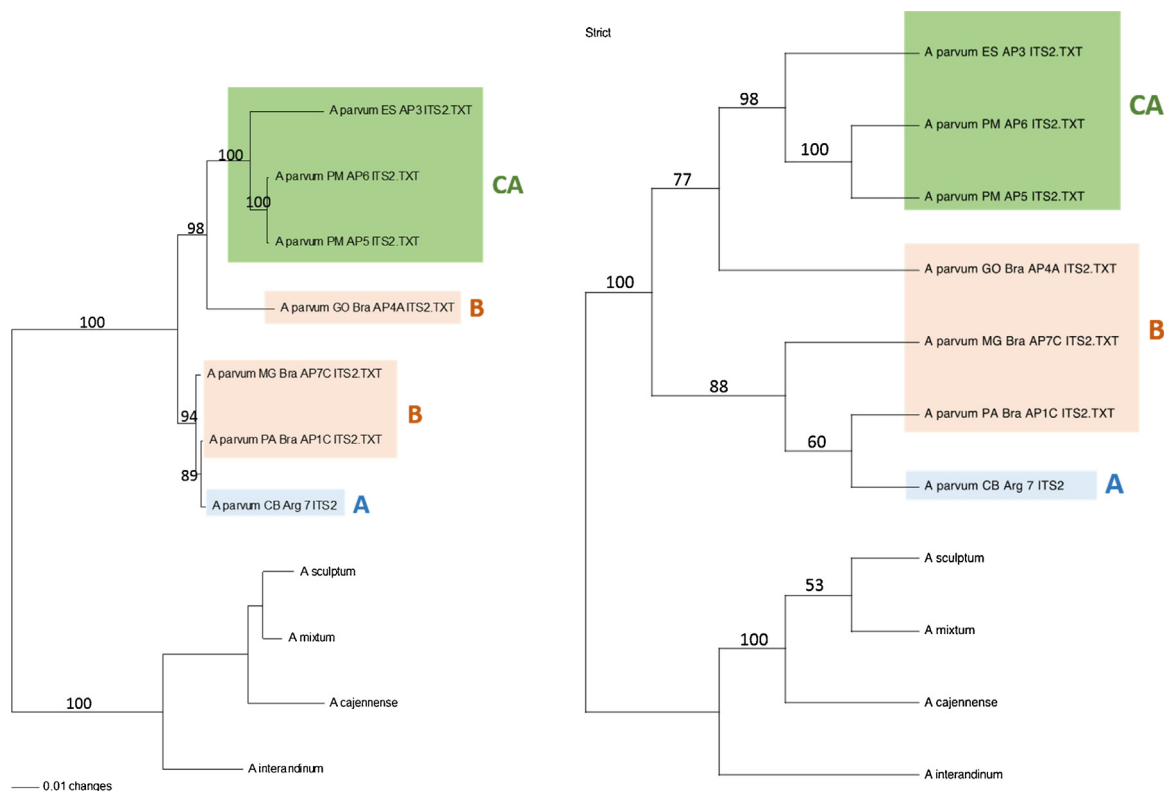 A parvum ES AP3 ITS2.TXT
100
A parvum PM AP6 ITS2.TXT
CA
100
98
A parvum PM AP5 ITS2.TXT
A parvum GO Bra AP4A ITS2.TXT
B
100
A parvum MG Bra AP7C ITS2.TXT
94
B
A parvum PA Bra AP1C ITS2.TXT
89
A parvum CB Arg 7 ITS2
A
A sculptum
A mixtum
100
A cajennense
A interandinum
0.01 changes
Strict
A parvum ES AP3 ITS2.TXT
98
CA
A parvum PM AP6 ITS2.TXT
100
77
A parvum PM AP5 ITS2.TXT
A parvum GO Bra AP4A ITS2.TXT
100
B
A parvum MG Bra AP7C ITS2.TXT
88
A parvum PA Bra AP1C ITS2.TXT
60
A parvum CB Arg 7 ITS2
A
A sculptum
53
A mixtum
100
A cajennense
A interandinum